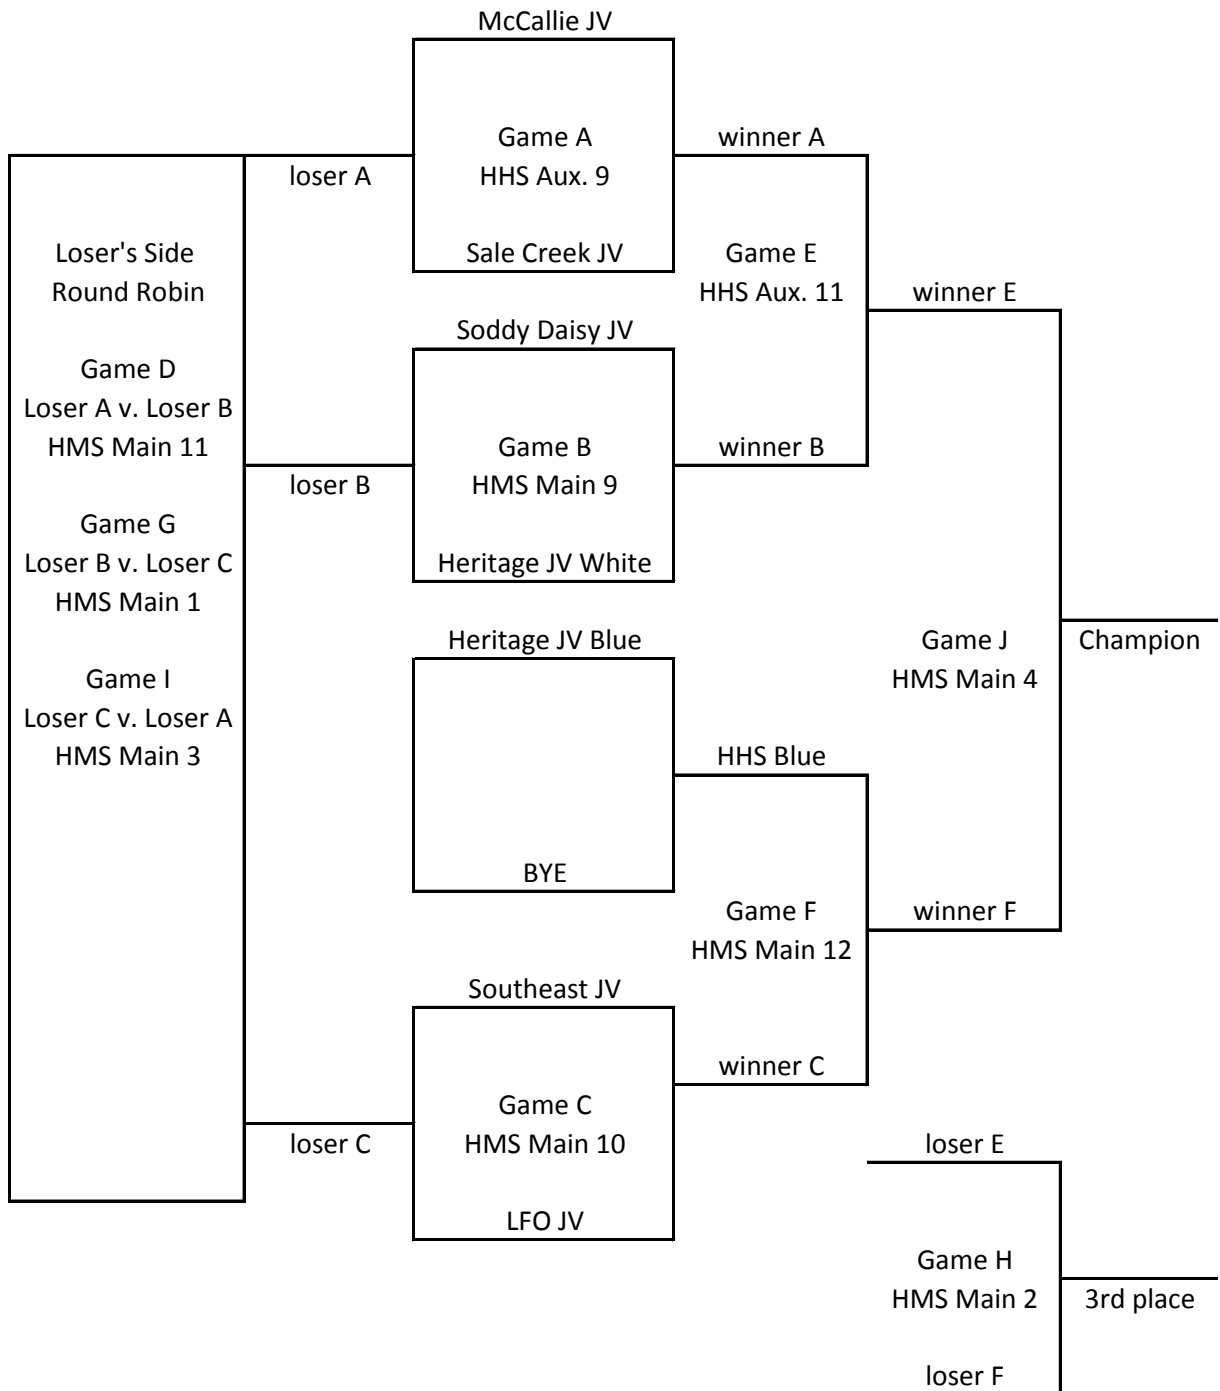 McCallie JV
Game A
HHS Aux. 9
Sale Creek JV
winner A
loser A
Loser's Side
Round Robin
Game D
Loser A v. Loser B
HMS Main 11
Game G
Loser B v. Loser C
HMS Main 1
Game I
Loser C v. Loser A
HMS Main 3
Game E
HHS Aux. 11
winner E
Soddy Daisy JV
Game B
HMS Main 9
Heritage JV White
winner B
loser B
Heritage JV Blue
BYE
HHS Blue
Game J
HMS Main 4
Champion
Game F
HMS Main 12
winner F
Southeast JV
Game C
HMS Main 10
LFO JV
winner C
loser C
loser E
Game H
HMS Main 2
3rd place
loser F